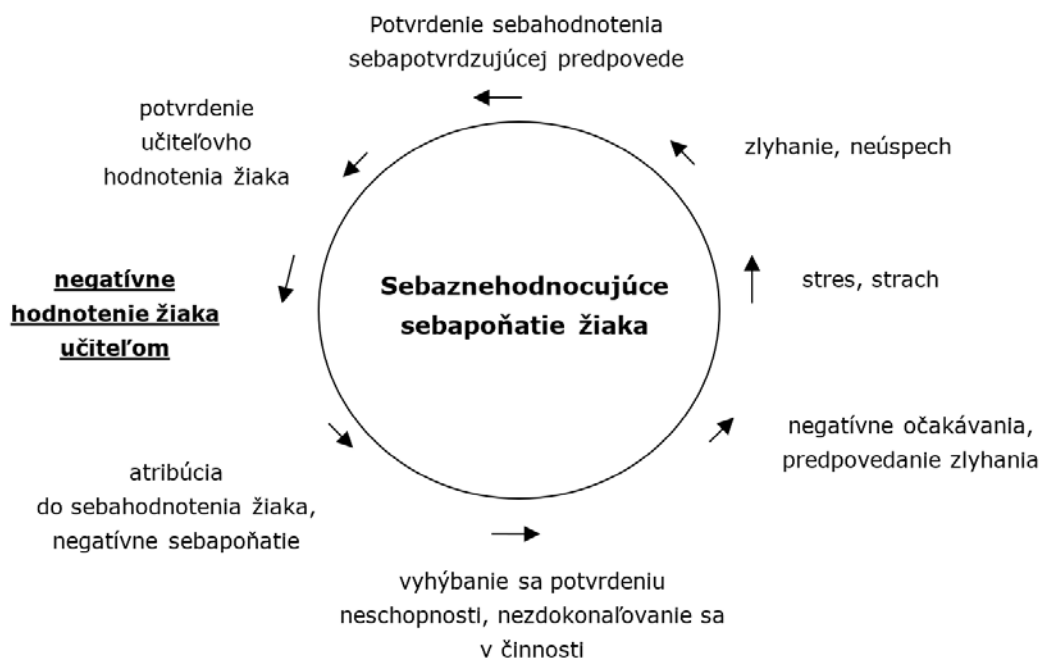 Potvrdenie sebahodnotenia
sebapotvrdzujúcej predpovede
potvrdenie
učiteľovho
hodnotenia žiaka
zlyhanie, neúspech
negatívne
hodnotenie žiaka
učiteľom
Sebaznehodnocujúce
sebapoňatie žiaka
stres, strach
negatívne očakávania,
predpovedanie zlyhania
atribúcia
do sebahodnotenia žiaka,
negatívne sebapoňatie
vyhýbanie sa potvrdeniu
neschopnosti, nezdokonaľovanie sa
v činnosti